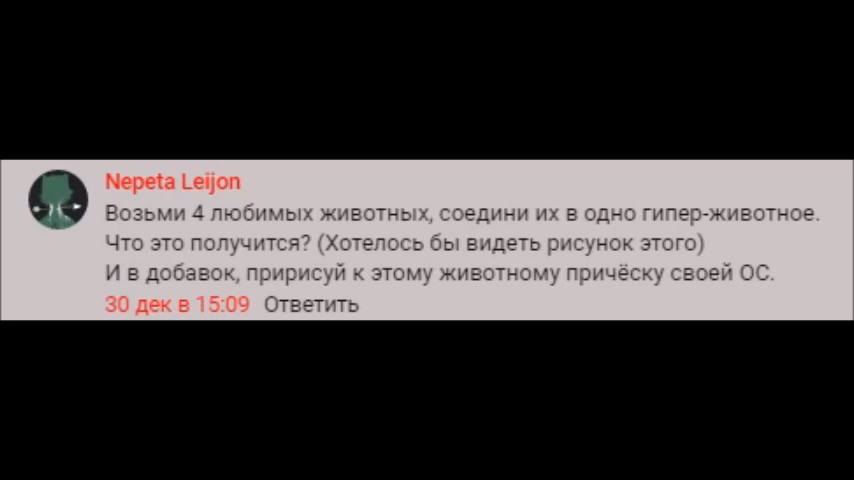 Nepeta Leijon
Возьми 4 любимых животных, соедини их в одно гипер-животное.
Что это получится? (Хотелось бы видеть рисунок этого)
И в добавок, пририсуй к этому животному причёску своей ОС.
30 дек в 15:09 Ответить